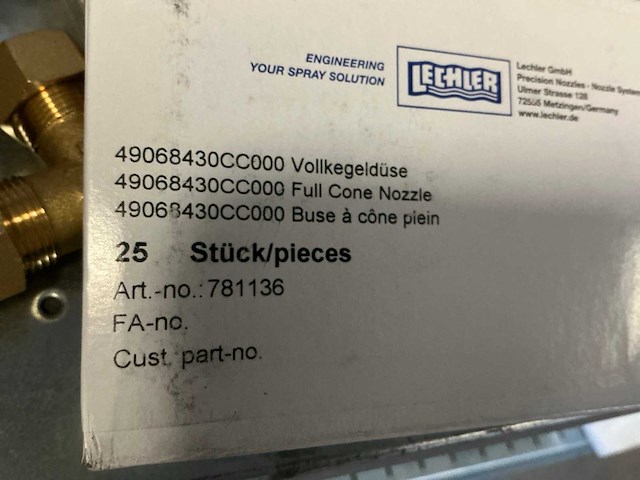 ENGINEERING
YOUR SPRAY SOLUTION
LECHLER
Lechler GmbH
Precision Nozzles - Nozzle System
Ulmer Strasse 128
72555 Metzingen/Germany
www.lechler.de
49068430CC000 Vollkegeldüse
49068430CC000 Full Cone Nozzle
49068430CC000 Buse à cône plein
25 Stück/pieces
Art.-no.: 781136
FA-no.
Cust. part-no.